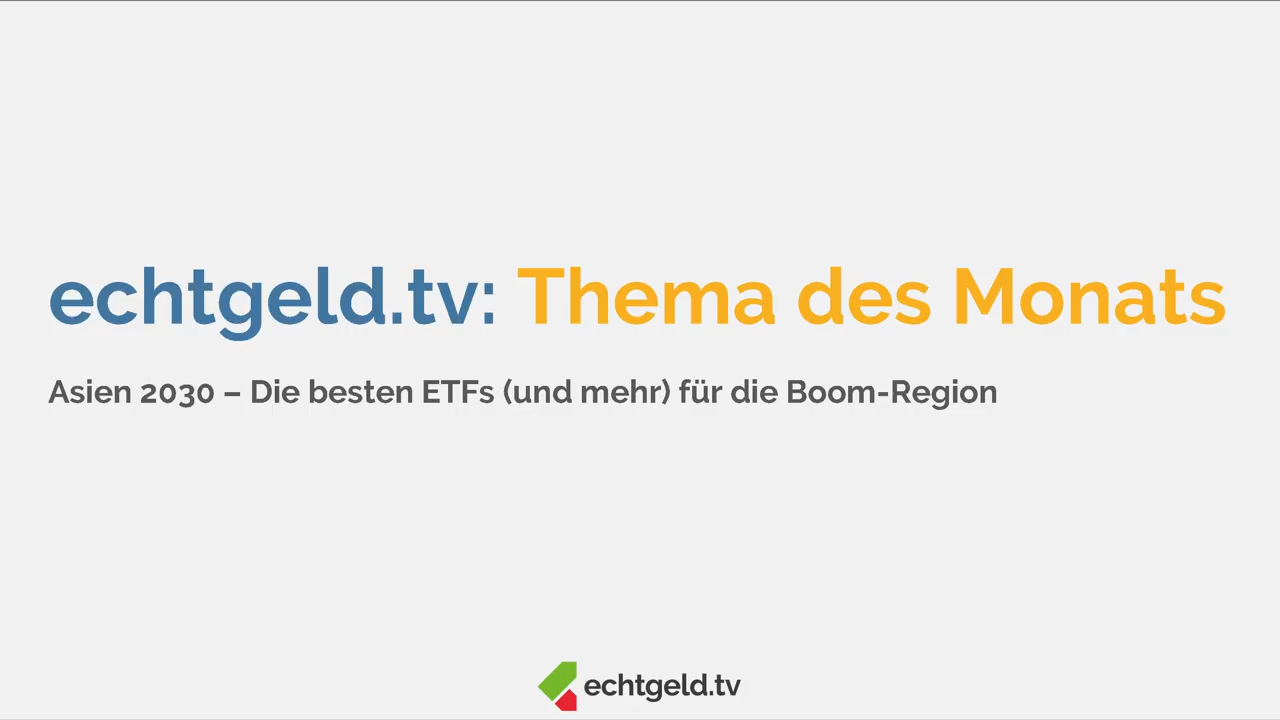 echtgeld.tv: Thema des Monats
Asien 2030 – Die besten ETFs (und mehr) für die Boom-Region
echtgeld.tv